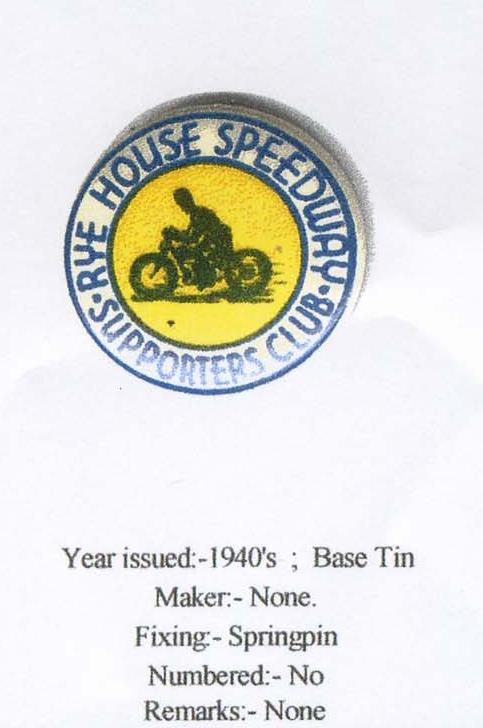 RYE HOUSE SPEEDWAY
SUPPORTERS CLUB
Year issued:-1940's ; Base Tin
Maker:- None.
Fixing:- Springpin
Numbered:- No
Remarks:- None